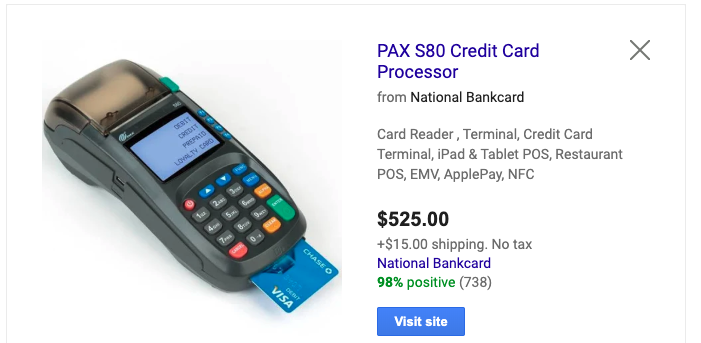 PAX S80 Credit Card
Processor
from National Bankcard
Card Reader , Terminal, Credit Card
Terminal, iPad & Tablet POS, Restaurant
POS, EMV, ApplePay, NFC
$525.00
+$15.00 shipping. No tax
National Bankcard
98% positive (738)
Visit site
DEBIT
CREDIT
PREPAID
LOYALTY CARD
CHASE
DEBIT
VISA